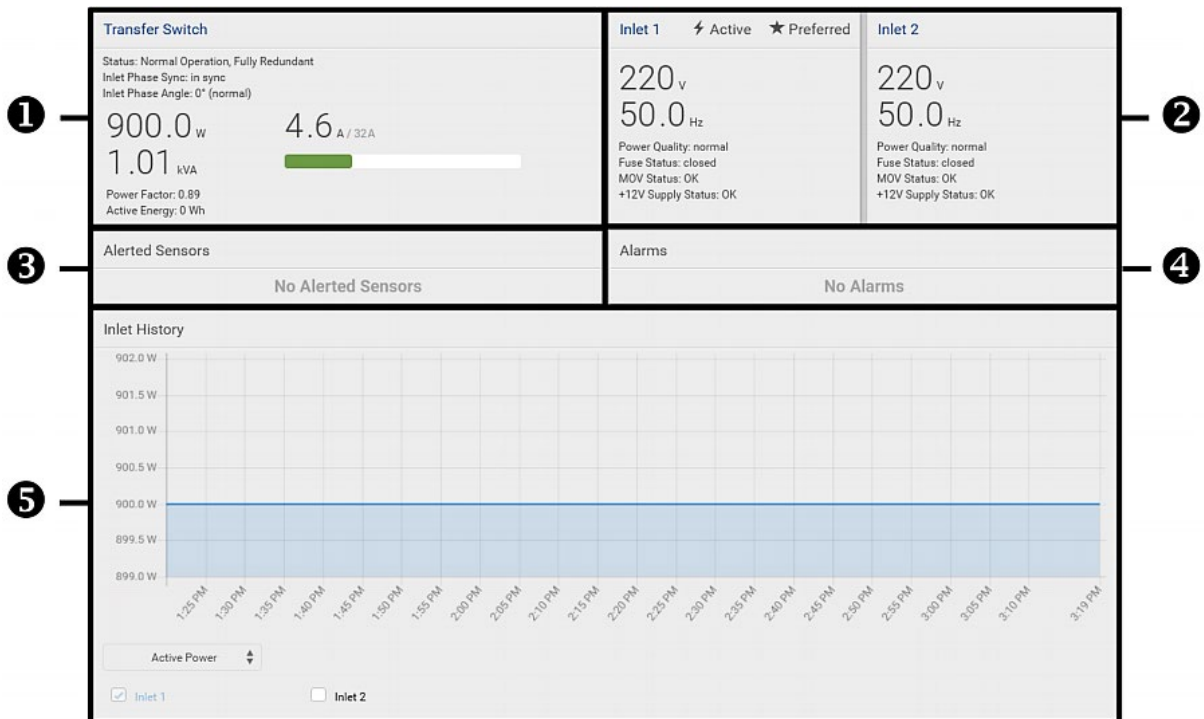 Transfer Switch
Status: Normal Operation, Fully Redundant
Inlet Phase Sync: in sync
Inlet Phase Angle: 0° (normal)
900.0 W
4.6 A / 32A
1.01 kVA
Power Factor: 0.89
Active Energy: 0 Wh
1
Inlet 1 Active Preferred
220 V
50.0 Hz
Power Quality: normal
Fuse Status: closed
MOV Status: OK
+12V Supply Status: OK
Inlet 2
220 V
50.0 Hz
Power Quality: normal
Fuse Status: closed
MOV Status: OK
+12V Supply Status: OK
2
3
Alerted Sensors
No Alerted Sensors
Alarms
No Alarms
4
5
Inlet History
902.0 W
901.5 W
901.0 W
900.5 W
900.0 W
899.5 W
899.0 W
1:25 PM
1:30 PM
1:35 PM
1:40 PM
1:45 PM
1:50 PM
1:55 PM
2:00 PM
2:05 PM
2:10 PM
2:15 PM
2:20 PM
2:25 PM
2:30 PM
2:35 PM
2:40 PM
2:45 PM
2:50 PM
2:55 PM
3:00 PM
3:05 PM
3:10 PM
3:19 PM
Active Power
Inlet 1
Inlet 2